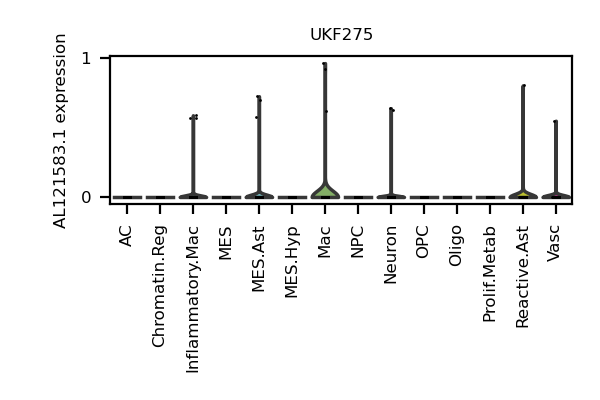 UKF275
AL121583.1 expression
1
0
AC
Chromatin.Reg
Inflammatory.Mac
MES
MES.Ast
MES.Hyp
Mac
NPC
Neuron
OPC
Oligo
Prolif.Metab
Reactive.Ast
Vasc